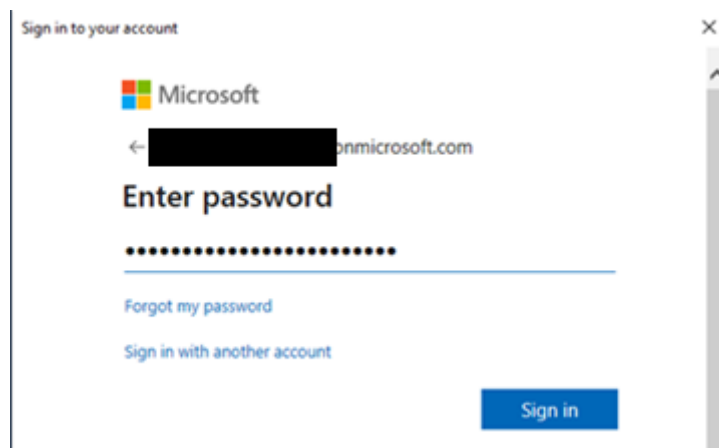 Sign in to your account
Microsoft
onmicrosoft.com
Enter password
Forgot my password
Sign in with another account
Sign in